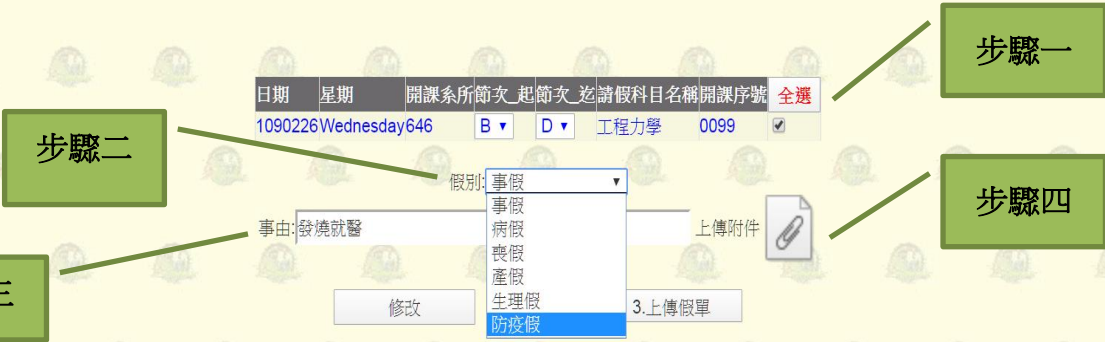 步驟一
日期 星期 開課系所 節次_起 節次_迄 請假科目名稱 開課序號 全選
1090226 Wednesday 646 B D 工程力學 0099
步驟二
假別: 事假
事假
步驟四
事由: 發燒就醫 病假 上傳附件
喪假
產假
三
修改 生理假 3.上傳假單
防疫假